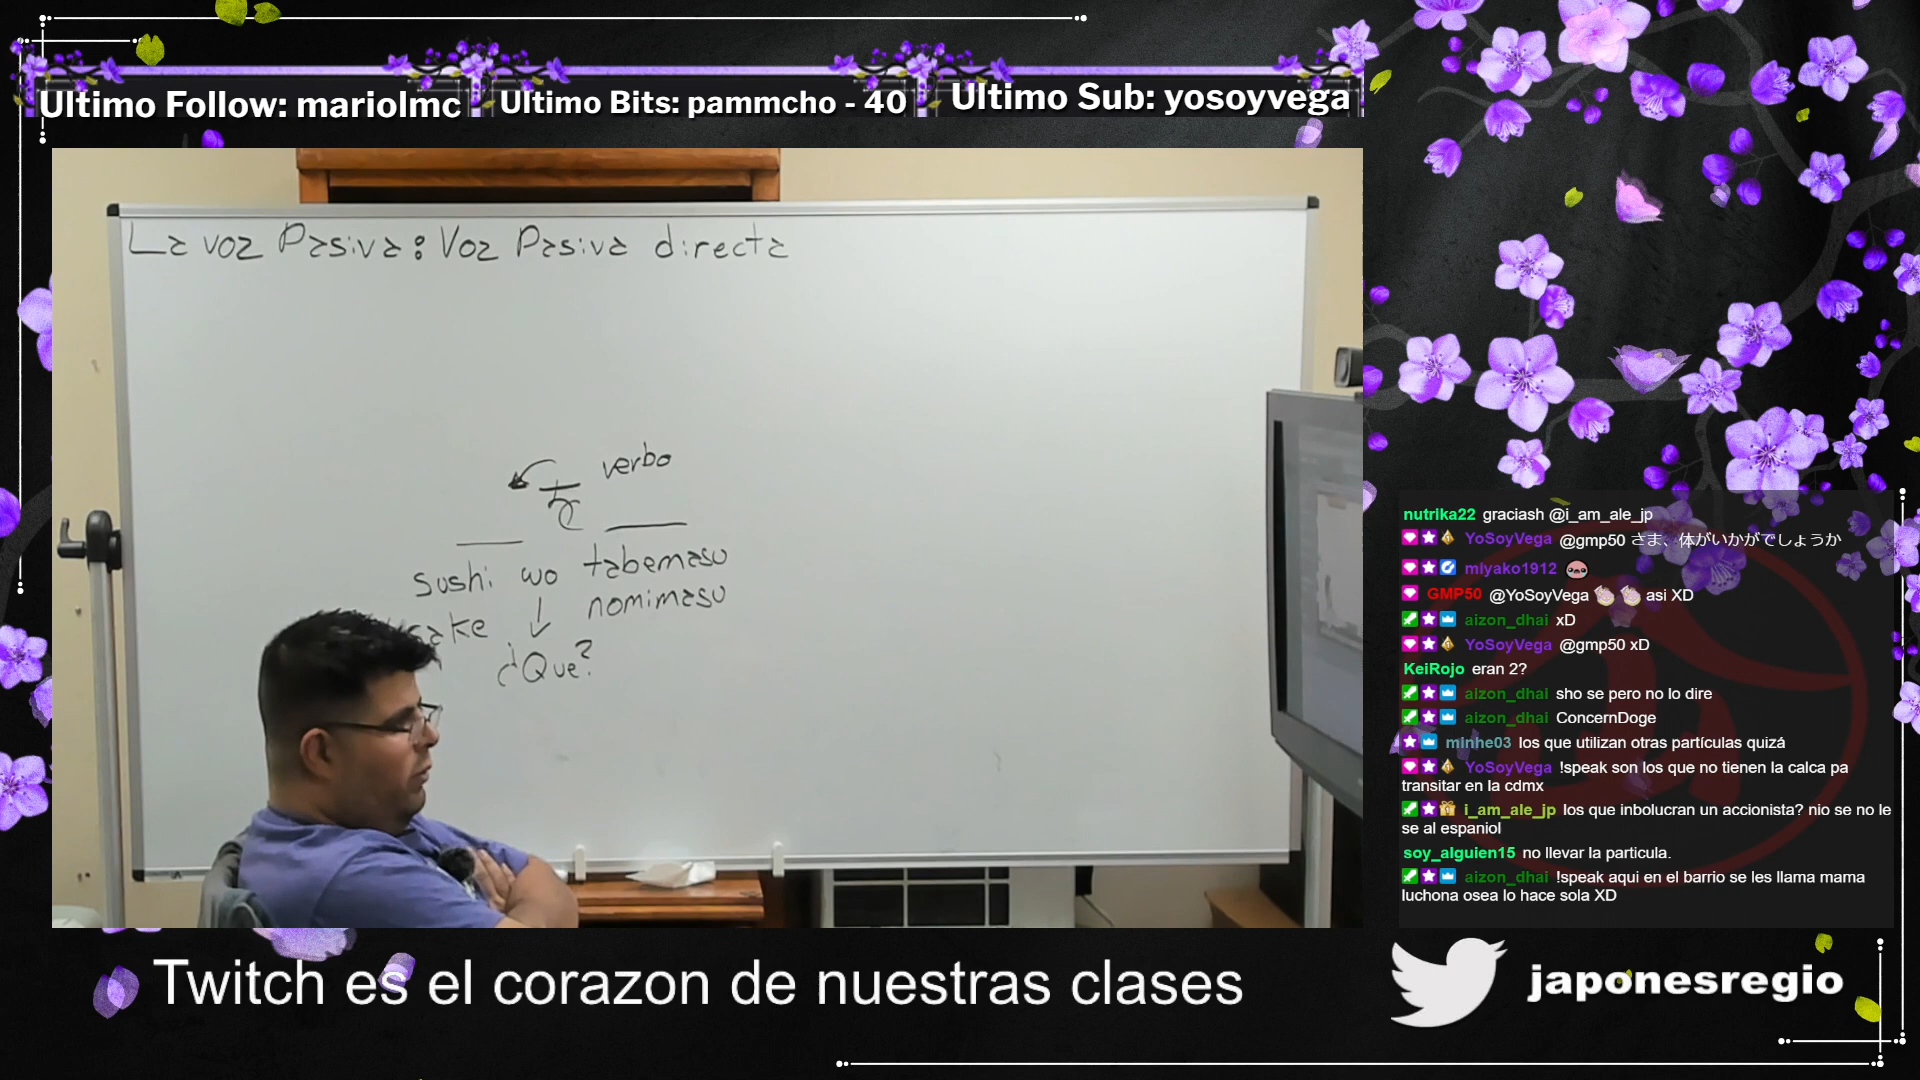 Ultimo Follow: mariolmc
Ultimo Bits: pammcho - 40
Ultimo Sub: yosoyvega
La voz Pasiva: Voz Pasiva directa
verbo
を
sushi wo tabemasu
sake nomimasu
¿Que?
nutrika22 graciash @i_am_ale_jp
YoSoyVega @gmp50 さま、体がいかがでしょうか
miyako1912
GMP50 @YoSoyVega asi XD
aizon_dhai xD
YoSoyVega @gmp50 xD
KeiRojo eran 2?
aizon_dhai sho se pero no lo dire
aizon_dhai ConcernDoge
minhe03 los que utilizan otras partículas quizá
YoSoyVega !speak son los que no tienen la calca pa
transitar en la cdmx
i_am_ale_jp los que inbolucran un accionista? nio se no le
se al espaniol
soy_alguien15 no llevar la particula.
aizon_dhai !speak aqui en el barrio se les llama mama
luchona osea lo hace sola XD
Twitch es el corazon de nuestras clases
japonesregio